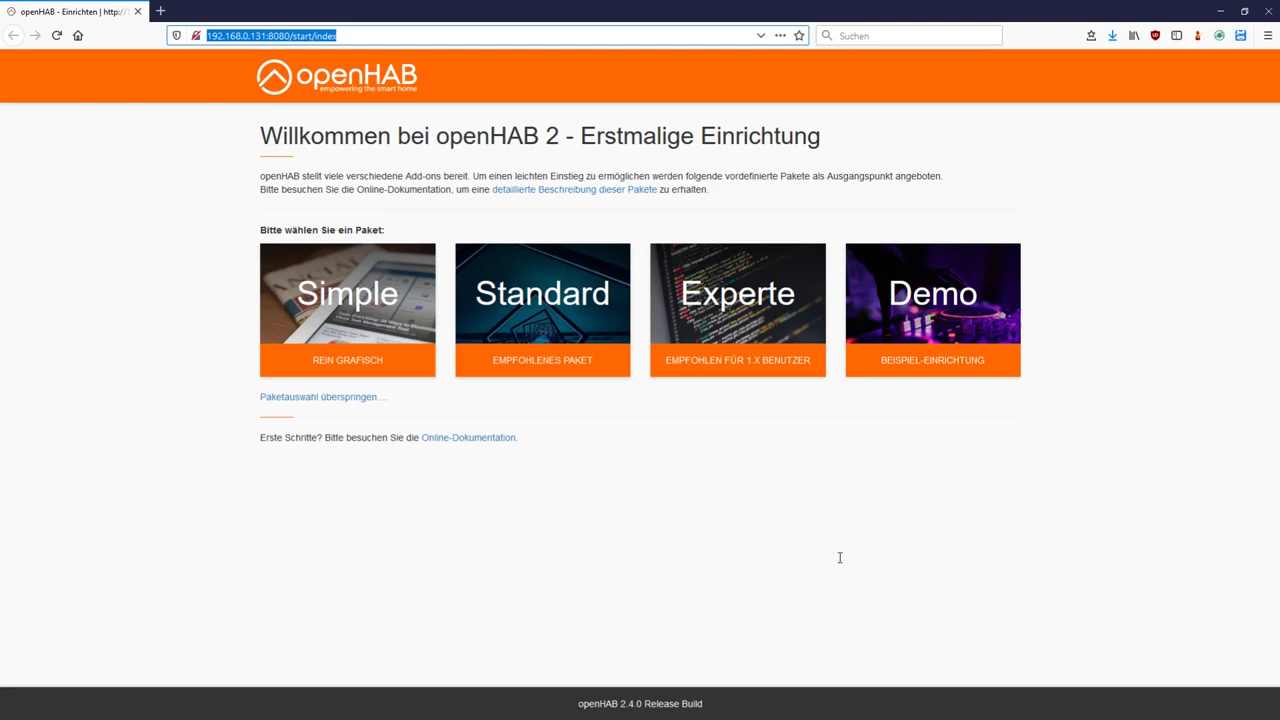 openHAB - Einrichten | http://
192.168.0.131:8080/start/index
Suchen
openHAB
empowering the smart home
Willkommen bei openHAB 2 - Erstmalige Einrichtung
openHAB stellt viele verschiedene Add-ons bereit. Um einen leichten Einstieg zu ermöglichen werden folgende vordefinierte Pakete als Ausgangspunkt angeboten.
Bitte besuchen Sie die Online-Dokumentation, um eine detaillierte Beschreibung dieser Pakete zu erhalten.
Bitte wählen Sie ein Paket:
Simple
Standard
Experte
Demo
REIN GRAFISCH
EMPFOHLENES PAKET
EMPFOHLEN FÜR 1.X BENUTZER
BEISPIEL-EINRICHTUNG
Paketauswahl überspringen....
Erste Schritte? Bitte besuchen Sie die Online-Dokumentation.
openHAB 2.4.0 Release Build